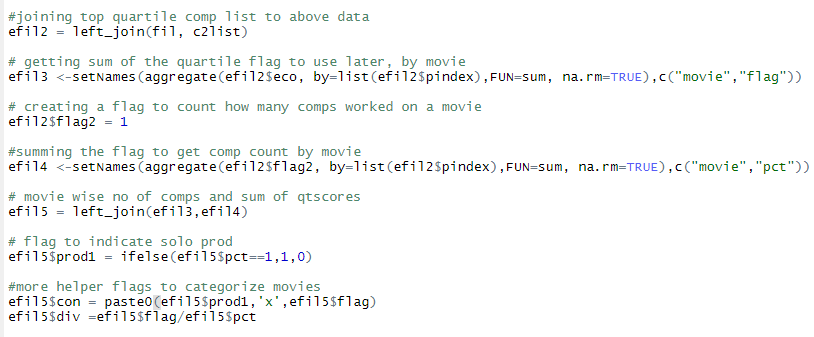 #joining top quartile comp list to above data
efil2 = left_join(fil, c2list)
# getting sum of the quartile flag to use later, by movie
efil3 <-setNames(aggregate(efil2$eco, by=list(efil2$pindex),FUN=sum, na.rm=TRUE),c("movie","flag"))
# creating a flag to count how many comps worked on a movie
efil2$flag2 = 1
#summing the flag to get comp count by movie
efil4 <-setNames(aggregate(efil2$flag2, by=list(efil2$pindex),FUN=sum, na.rm=TRUE),c("movie","pct"))
# movie wise no of comps and sum of qtscores
efil5 = left_join(efil3,efil4)
# flag to indicate solo prod
efil5$prod1 = ifelse(efil5$pct==1,1,0)
#more helper flags to categorize movies
efil5$con = paste0(efil5$prod1,'x',efil5$flag)
efil5$div =efil5$flag/efil5$pct